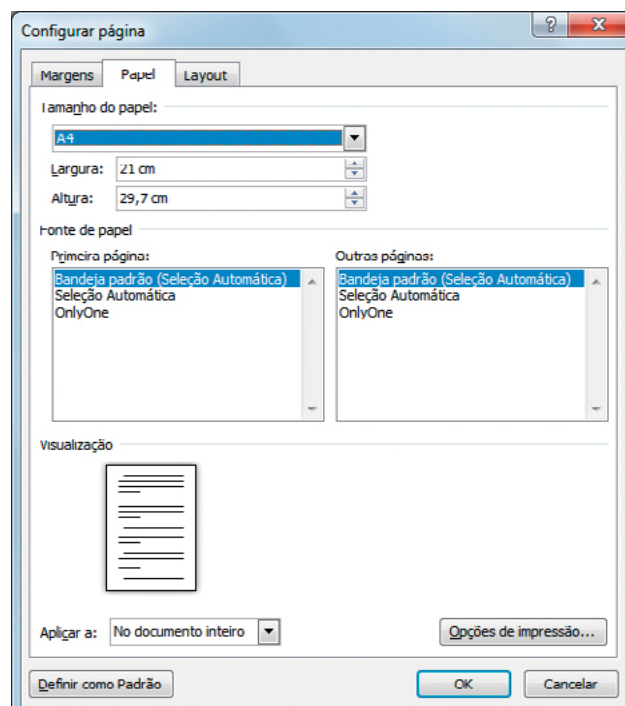 Configurar página
Margens Papel Layout
Tamanho do papel:
A4
Largura: 21 cm
Altura: 29,7 cm
Fonte de papel
Primeira página: Outras páginas:
Bandeja padrão (Seleção Automática) Bandeja padrão (Seleção Automática)
Seleção Automática Seleção Automática
OnlyOne OnlyOne
Visualização
Aplicar a: No documento inteiro Opções de impressão...
Definir como Padrão OK Cancelar